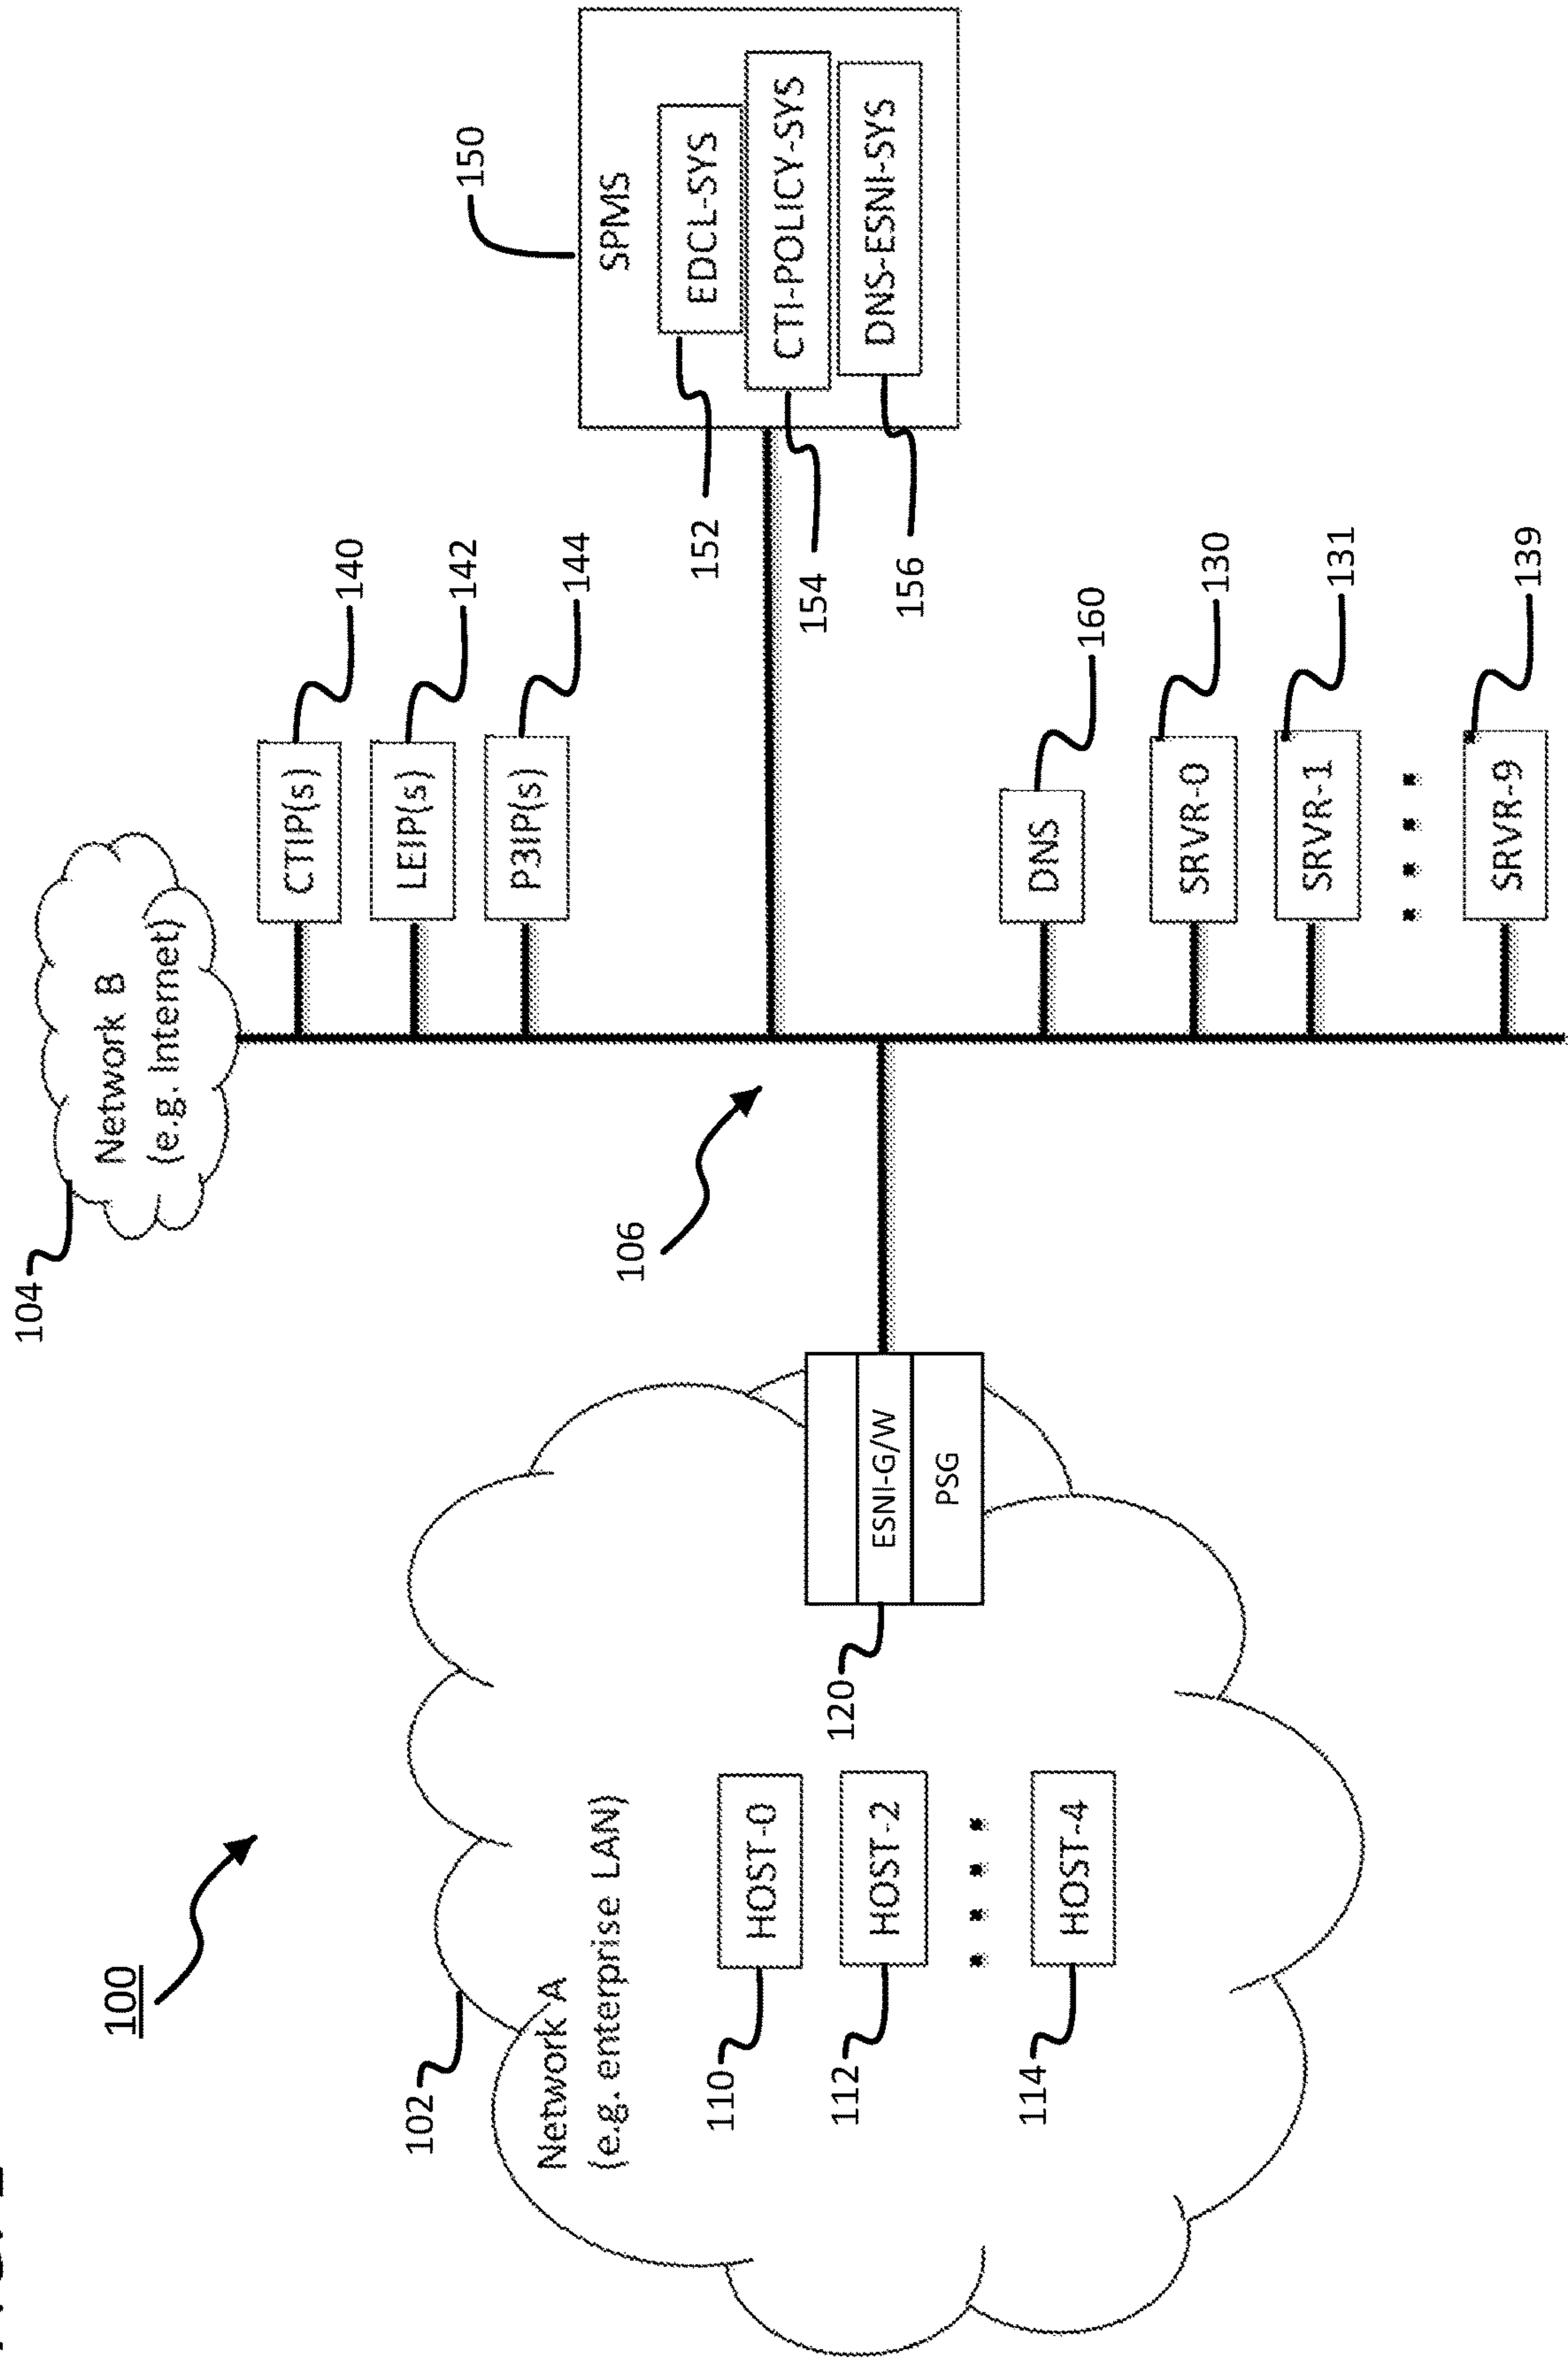 100
104
Network B
(e.g. Internet)
CTIP(s)
140
LEIP(s)
142
P3IP(s)
144
150
SPMS
EDCL-SYS
152
CTI-POLICY-SYS
154
DNS-ESNI-SYS
156
106
102
Network A
(e.g. enterprise LAN)
110
HOST-0
112
HOST-2
114
HOST-4
120
ESNI-G/W
PSG
DNS
160
SRVR-0
130
SRVR-1
131
SRVR-9
139